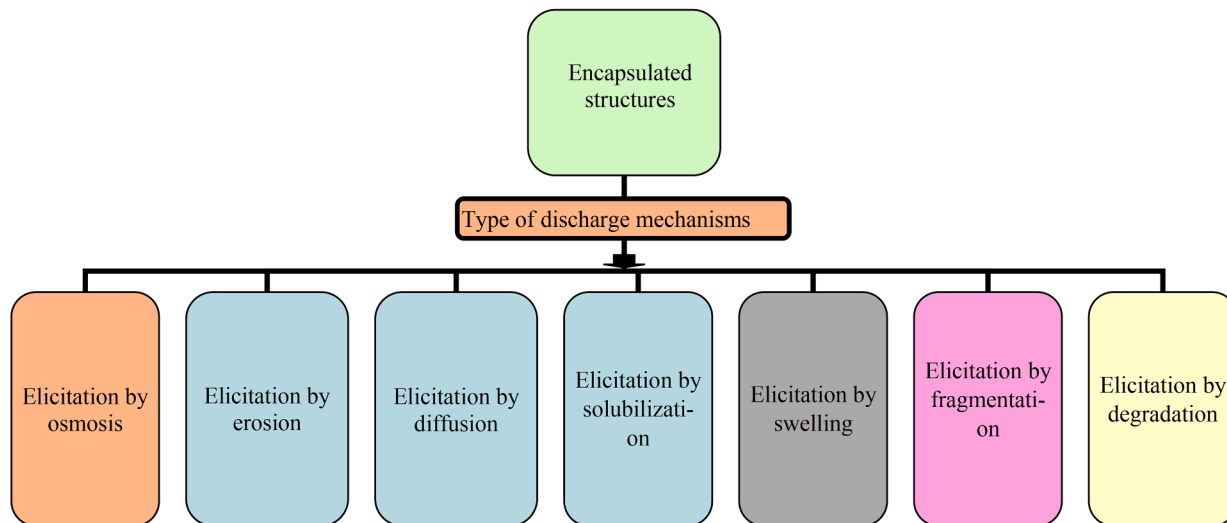 Encapsulated
structures
Type of discharge mechanisms
Elicitation by
osmosis
Elicitation by
erosion
Elicitation by
diffusion
Elicitation by
solubilizati-
on
Elicitation by
swelling
Elicitation by
fragmentati-
on
Elicitation by
degradation